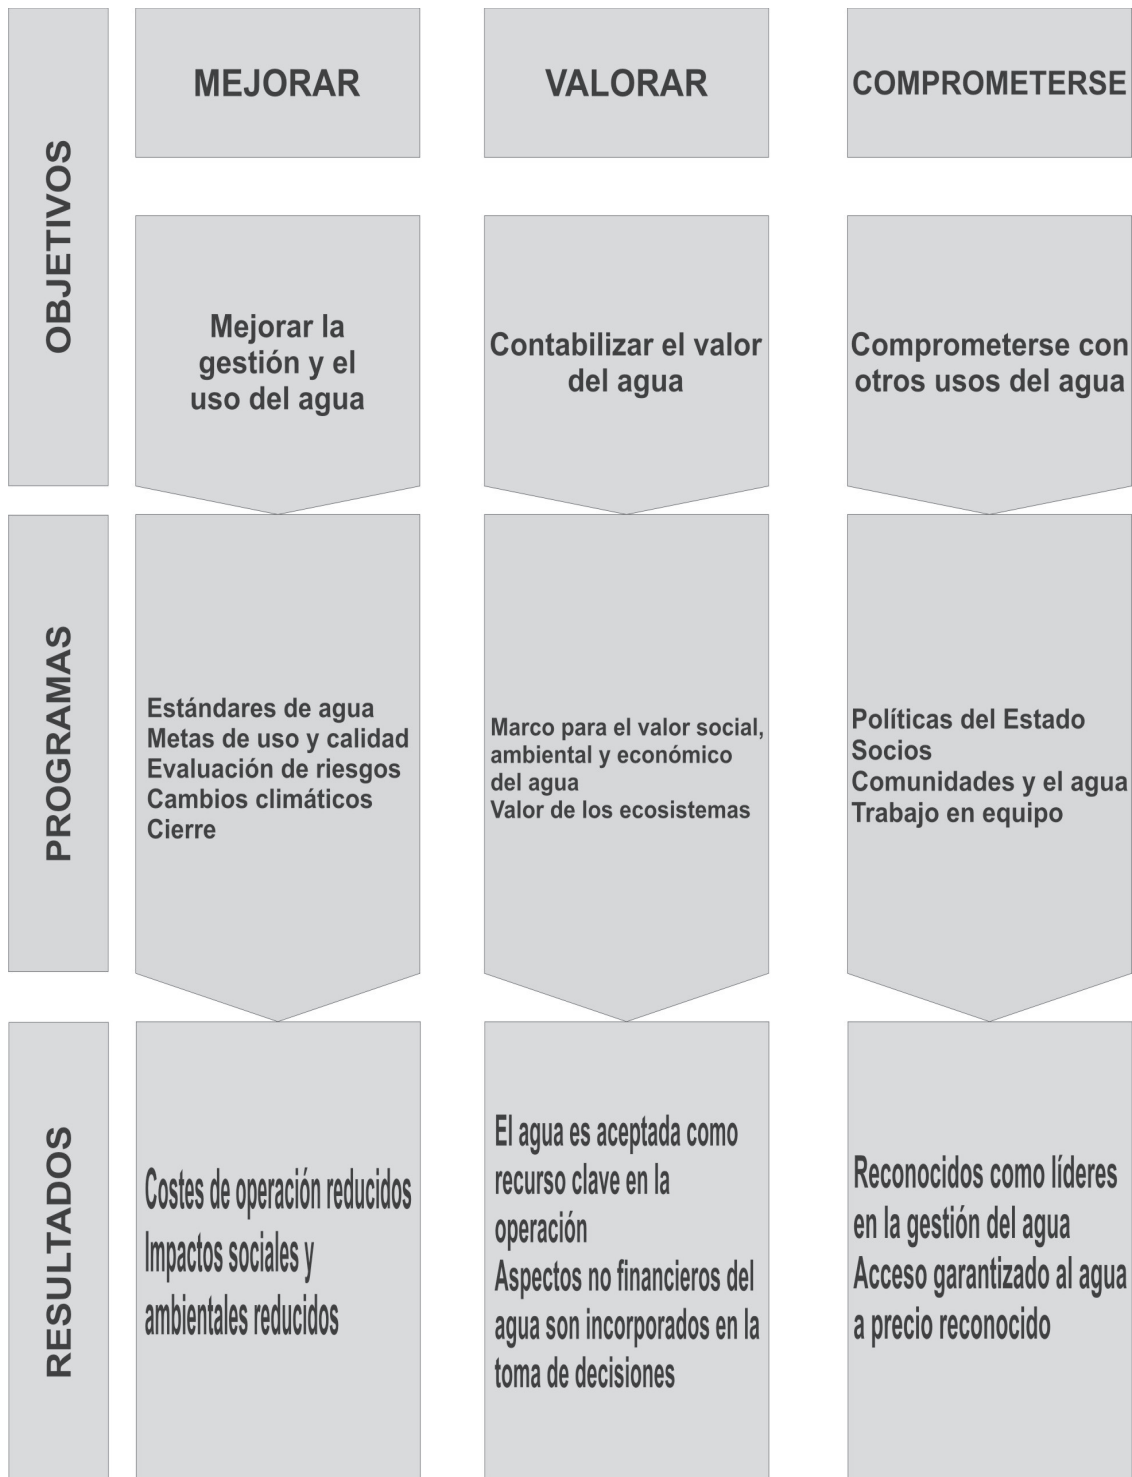 OBJETIVOS
MEJORAR
VALORAR
COMPROMETERSE
Mejorar la
gestión y el
uso del agua
Contabilizar el valor
del agua
Comprometerse con
otros usos del agua
PROGRAMAS
Estándares de agua
Metas de uso y calidad
Evaluación de riesgos
Cambios climáticos
Cierre
Marco para el valor social,
ambiental y económico
del agua
Valor de los ecosistemas
Políticas del Estado
Socios
Comunidades y el agua
Trabajo en equipo
RESULTADOS
Costes de operación reducidos
Impactos sociales y
ambientales reducidos
El agua es aceptada como
recurso clave en la
operación
Aspectos no financieros del
agua son incorporados en la
toma de decisiones
Reconocidos como líderes
en la gestión del agua
Acceso garantizado al agua
a precio reconocido